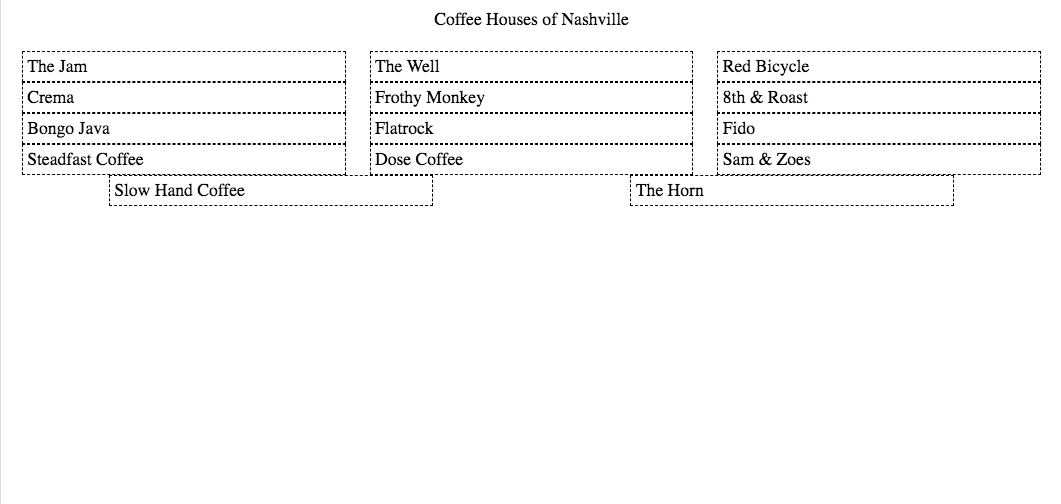 Coffee Houses of Nashville
The Jam
The Well
Red Bicycle
Crema
Frothy Monkey
8th & Roast
Bongo Java
Flatrock
Fido
Steadfast Coffee
Dose Coffee
Sam & Zoes
Slow Hand Coffee
The Horn